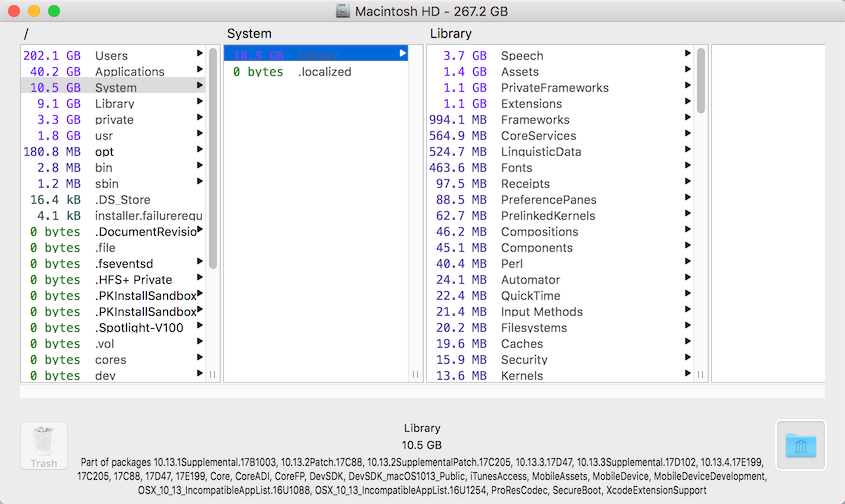 Macintosh HD - 267.2 GB
/ System Library
202.1 GB Users
40.2 GB Applications
10.5 GB System
9.1 GB Library
3.3 GB private
1.8 GB usr
180.8 MB opt
2.8 MB bin
1.2 MB sbin
16.4 kB .DS_Store
4.1 kB installer.failurerequ
0 bytes .DocumentRevisio
0 bytes .file
0 bytes .fseventsd
0 bytes .HFS+ Private
0 bytes .PKInstallSandbox
0 bytes .PKInstallSandbox
0 bytes .Spotlight-V100
0 bytes .vol
0 bytes cores
0 bytes dev
10.5 GB Library
0 bytes .localized
3.7 GB Speech
1.4 GB Assets
1.1 GB PrivateFrameworks
1.1 GB Extensions
994.1 MB Frameworks
564.9 MB CoreServices
524.7 MB LinguisticData
463.6 MB Fonts
97.5 MB Receipts
88.5 MB PreferencePanes
62.7 MB PrelinkedKernels
46.2 MB Compositions
45.1 MB Components
40.4 MB Perl
24.1 MB Automator
22.4 MB QuickTime
21.4 MB Input Methods
20.2 MB Filesystems
19.6 MB Caches
15.9 MB Security
13.6 MB Kernels
Trash
Library
10.5 GB
Part of packages 10.13.1Supplemental.17B1003, 10.13.2Patch.17C88, 10.13.2SupplementalPatch.17C205, 10.13.3.17D47, 10.13.3Supplemental.17D102, 10.13.4.17E199,
17C205, 17C88, 17D47, 17E199, Core, CoreADI, CoreFP, DevSDK, DevSDK_macOS1013_Public, iTunesAccess, MobileAssets, MobileDevice, MobileDeviceDevelopment,
OSX_10_13_IncompatibleAppList.16U1088, OSX_10_13_IncompatibleAppList.16U1254, ProResCodec, SecureBoot, XcodeExtensionSupport